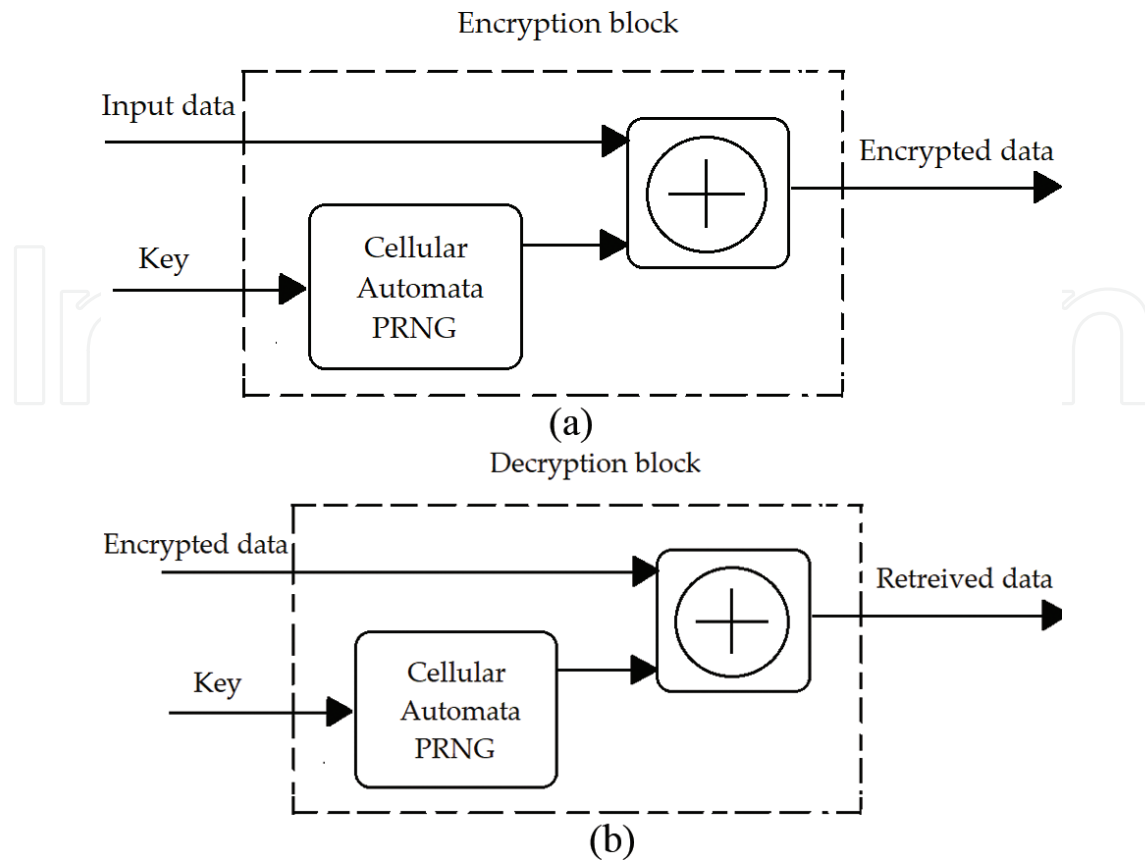 Encryption block
Input data
Encrypted data
Key
Cellular
Automata
PRNG
(a)
Decryption block
Encrypted data
Retreived data
Key
Cellular
Automata
PRNG
(b)